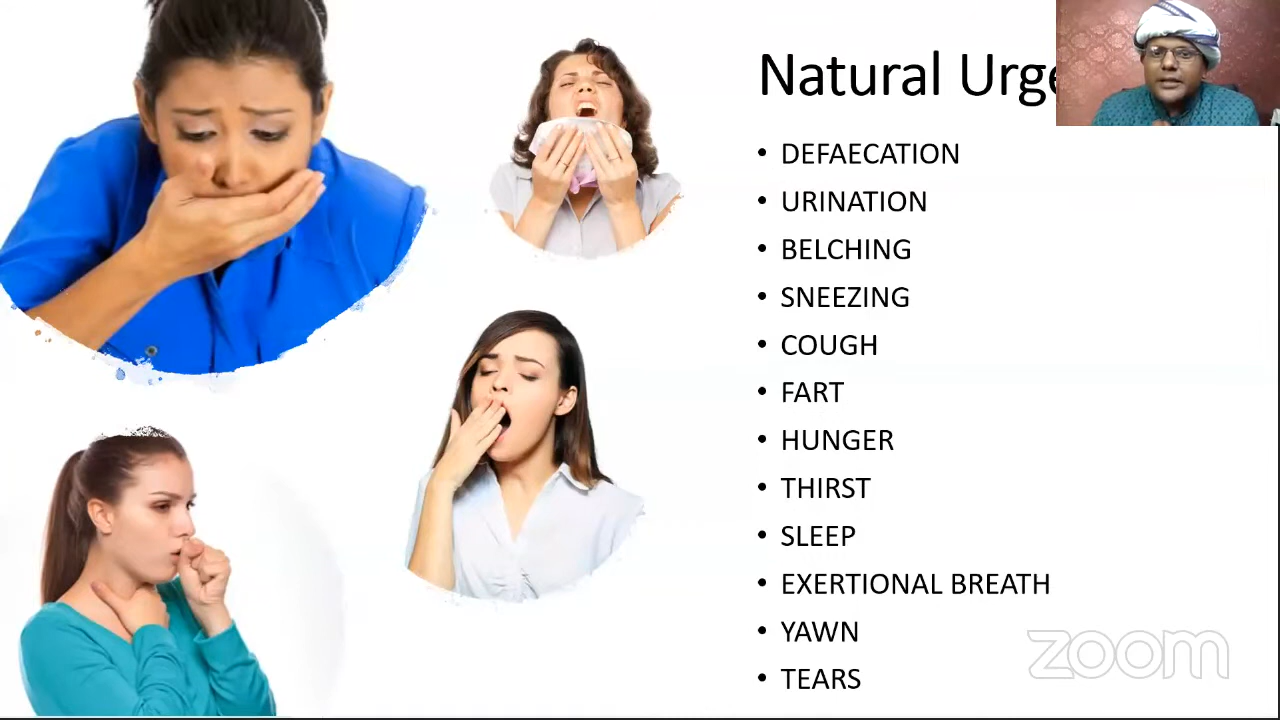 Natural Urge
• DEFAECATION
• URINATION
• BELCHING
• SNEEZING
• COUGH
• FART
• HUNGER
• THIRST
• SLEEP
• EXERTIONAL BREATH
• YAWN
• TEARS
zoom